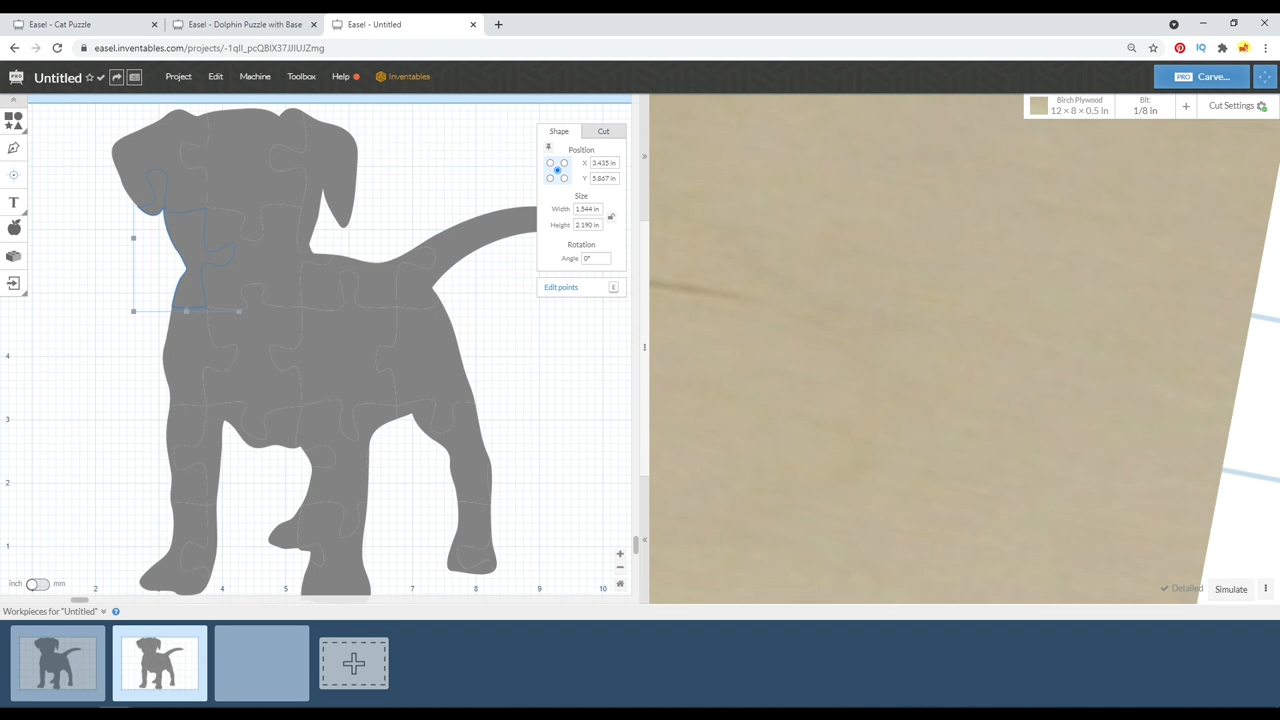 Easel - Cat Puzzle
Easel - Dolphin Puzzle with Base
Easel - Untitled
easel.inventables.com/projects/-1qlI_pcQBlX37JJIUJZmg
PRO
Untitled
Project
Edit
Machine
Toolbox
Help
Inventables
PRO Carve...
Birch Plywood
12 × 8 × 0.5 in
Bit:
1/8 in
Cut Settings
Shape
Cut
Position
X 3.435 in
Y 5.867 in
Size
Width 1.544 in
Height 2.190 in
Rotation
Angle 0°
Edit points
E
T
4
3
2
1
inch
mm
2
4
5
7
8
9
10
Detailed
Simulate
Workpieces for "Untitled"